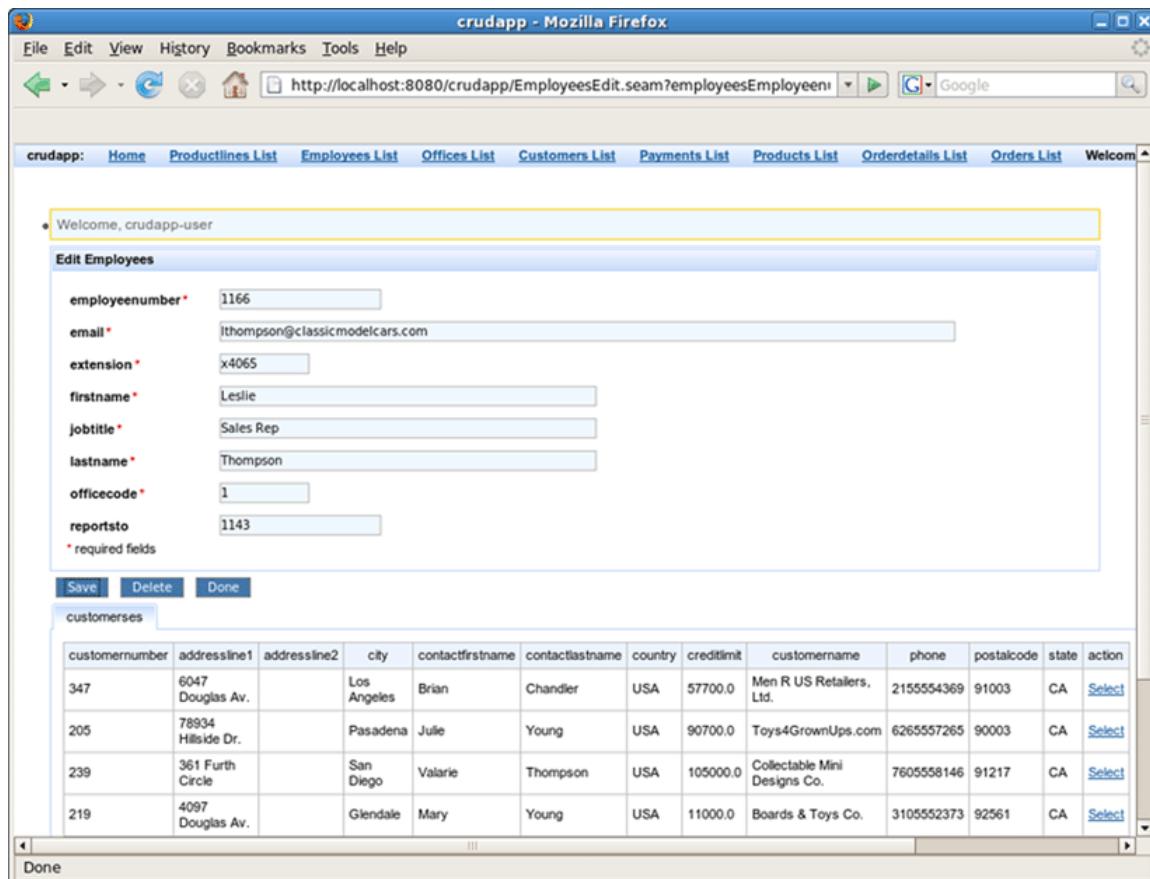 crudapp - Mozilla Firefox
File Edit View History Bookmarks Tools Help
http://localhost:8080/crudapp/EmployeesEdit.seam?employeesEmployeen
G Google
crudapp: Home Productlines List Employees List Offices List Customers List Payments List Products List Orderdetails List Orders List Welcom
Welcome, crudapp-user
Edit Employees
employeenumber* 1166
email* lthompson@classicmodelcars.com
extension* x4065
firstname* Leslie
jobtitle* Sales Rep
lastname* Thompson
officecode* 1
reportsto 1143
* required fields
Save Delete Done
customerses
customernumber addressline1 addressline2 city contactfirstname contactlastname country creditlimit customername phone postalcode state action
347 6047 Douglas Av. Los Angeles Brian Chandler USA 57700.0 Men R US Retailers, Ltd. 2155554369 91003 CA Select
205 78934 Hillside Dr. Pasadena Julie Young USA 90700.0 Toys4GrownUps.com 6265557265 90003 CA Select
239 361 Furth Circle San Diego Valarie Thompson USA 105000.0 Collectable Mini Designs Co. 7605558146 91217 CA Select
219 4097 Douglas Av. Glendale Mary Young USA 11000.0 Boards & Toys Co. 3105552373 92561 CA Select
Done